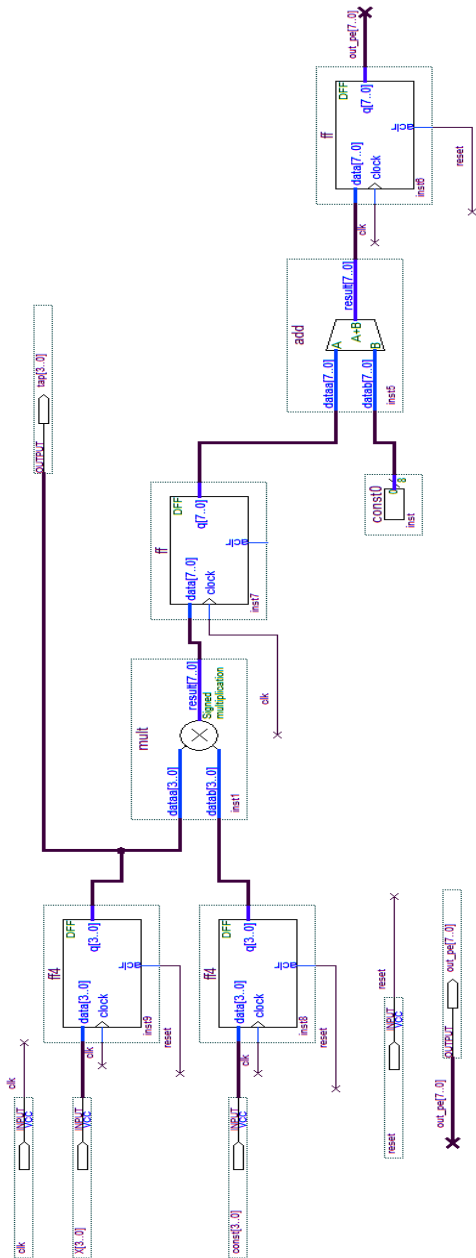 clk
INPUT
VCC
clk
OUTPUT
tap[3..0]
X[3..0]
INPUT
VCC
ff4
DFF
data[3..0]
q[3..0]
clk
clock
aclr
inst9
reset
const[3..0]
INPUT
VCC
ff4
DFF
data[3..0]
q[3..0]
clk
clock
aclr
inst8
reset
mult
dataa[3..0]
result[7..0]
Signed
multiplication
datab[3..0]
inst1
ff
DFF
data[7..0]
q[7..0]
clock
aclr
inst7
clk
add
dataa[7..0]
A
A+B
result[7..0]
datab[7..0]
B
inst5
const0
0
8
inst
ff
DFF
data[7..0]
q[7..0]
out_pe[7..0]
clk
clock
aclr
inst6
reset
reset
INPUT
VCC
reset
out_pe[7..0]
OUTPUT
out_pe[7..0]